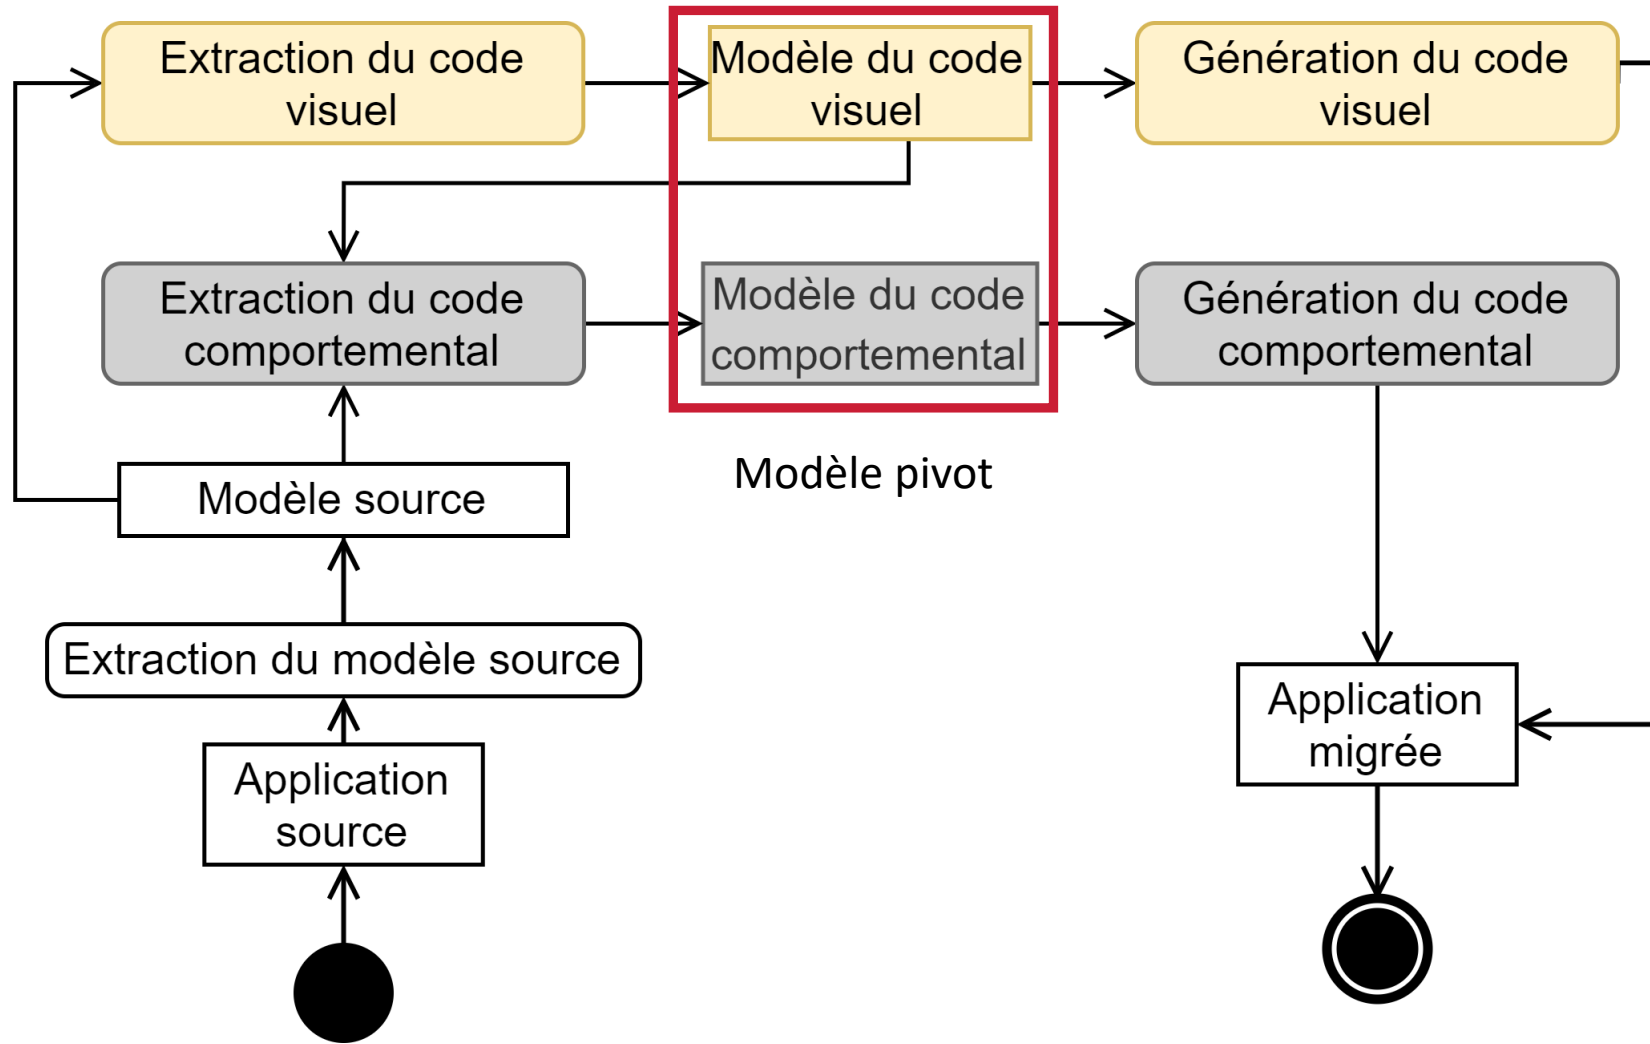 Extraction du code
visuel
Modèle du code
visuel
Génération du code
visuel
Extraction du code
comportemental
Modèle du code
comportemental
Génération du code
comportemental
Modèle source
Modèle pivot
Extraction du modèle source
Application
source
Application
migrée